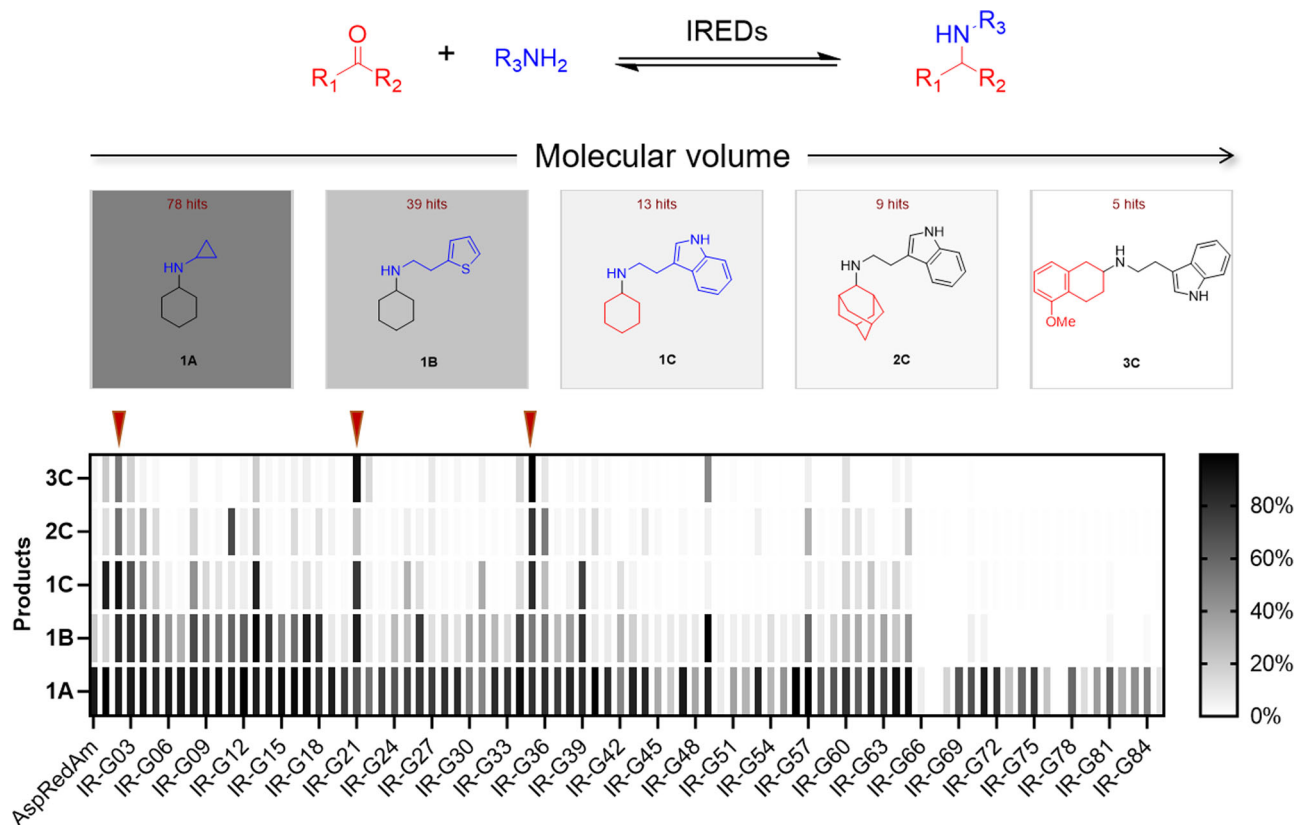 O
R1 R2
+
R3NH2
IREDs
HN R3
R1 R2
Molecular volume
78 hits
HN
1A
39 hits
HN
S
1B
13 hits
NH
HN
1C
9 hits
NH
HN
2C
5 hits
H
N
NH
OMe
3C
Products
3C
2C
1C
1B
1A
80%
60%
40%
20%
0%
AspRedAm
IR-G03
IR-G06
IR-G09
IR-G12
IR-G15
IR-G18
IR-G21
IR-G24
IR-G27
IR-G30
IR-G33
IR-G36
IR-G39
IR-G42
IR-G45
IR-G48
IR-G51
IR-G54
IR-G57
IR-G60
IR-G63
IR-G66
IR-G69
IR-G72
IR-G75
IR-G78
IR-G81
IR-G84